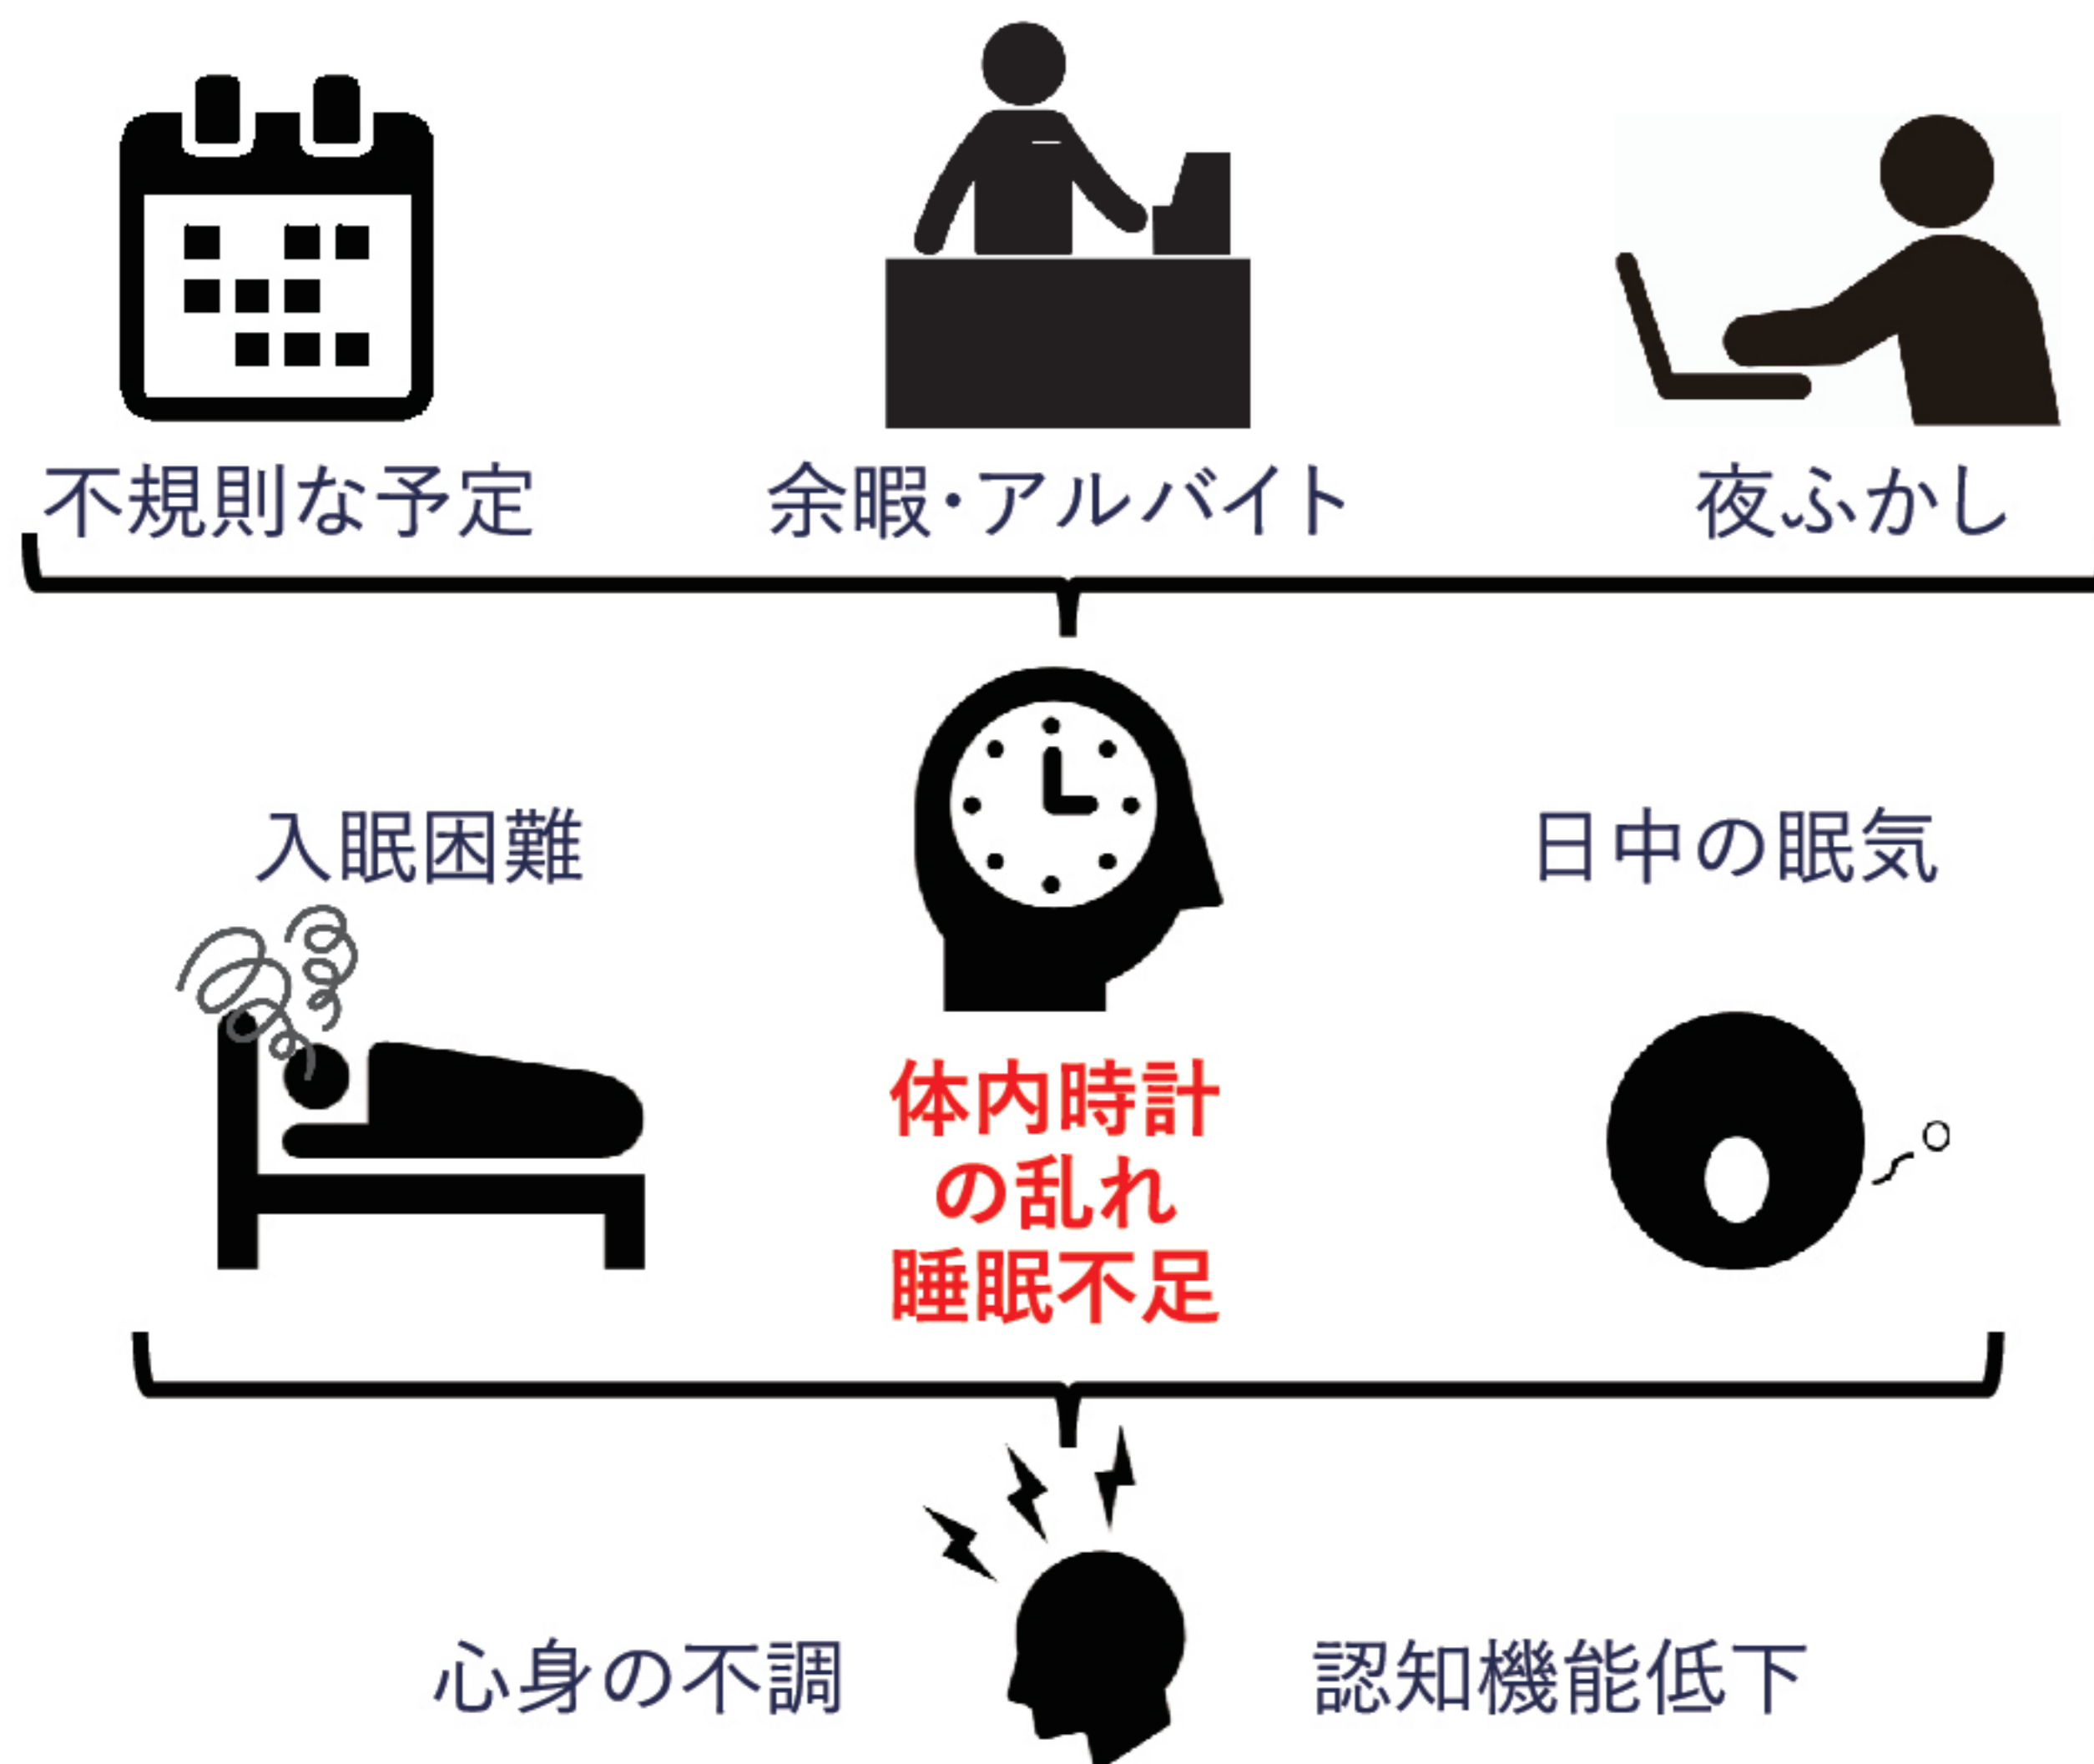 不規則な予定
余暇・アルバイト
夜ふかし
入眠困難
日中の眠気
体内時計
の乱れ
睡眠不足
心身の不調
認知機能低下